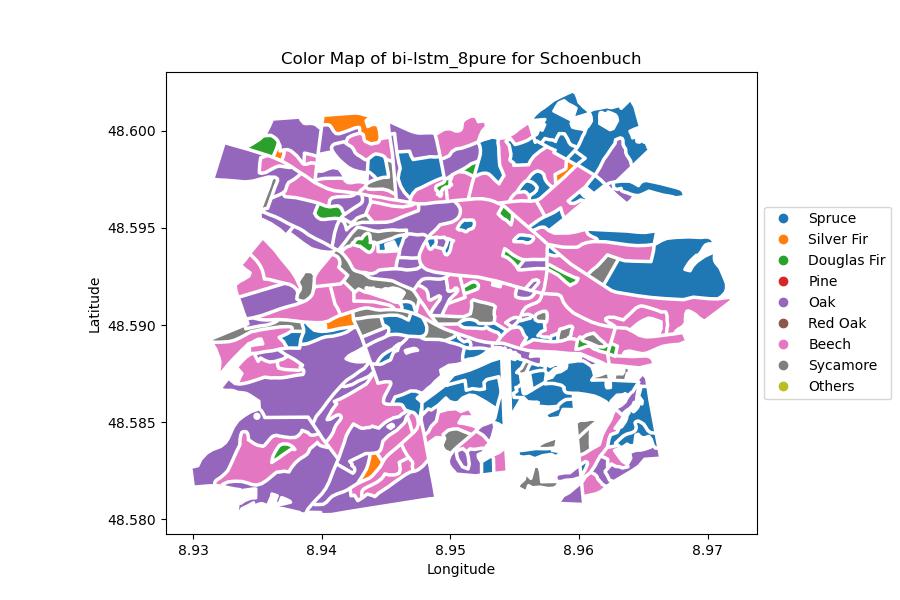 Color Map of bi-lstm_8pure for Schoenbuch
48.600
48.595
48.590
48.585
48.580
Latitude
8.93 8.94 8.95 8.96 8.97
Longitude
Spruce
Silver Fir
Douglas Fir
Pine
Oak
Red Oak
Beech
Sycamore
Others